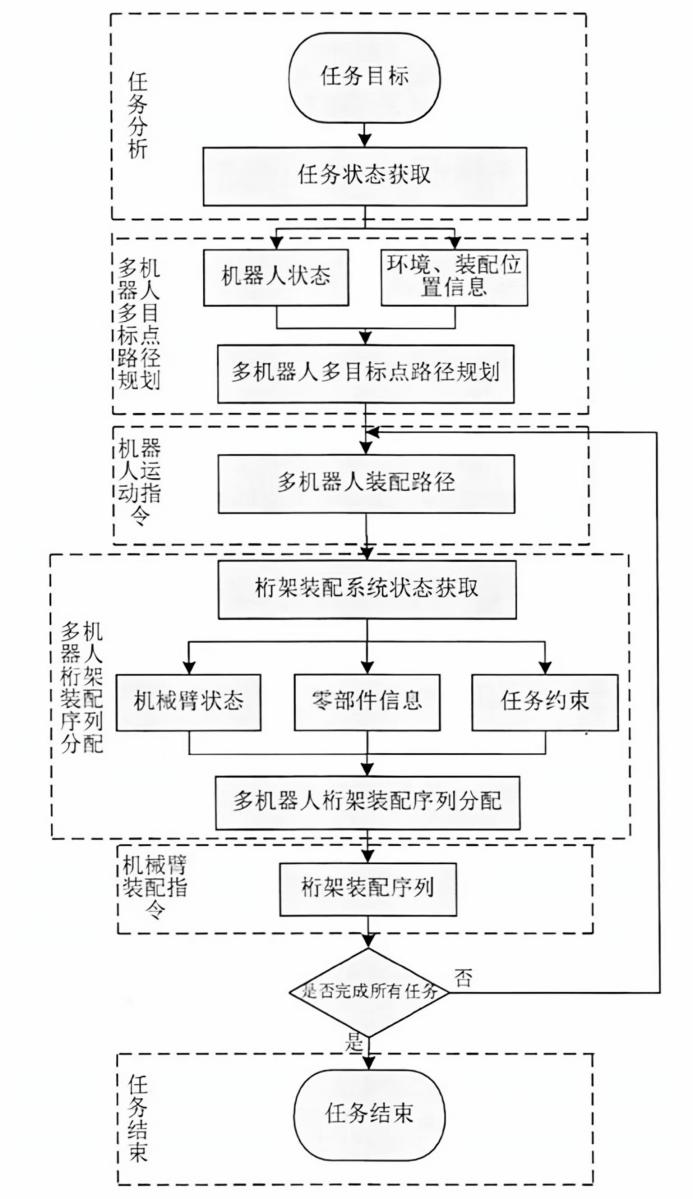 任务分析
任务目标
任务状态获取
多机器人多目标点路径规划
机器人状态
环境、装配位
置信息
多机器人多目标点路径规划
机器人运动指令
多机器人装配路径
桁架装配系统状态获取
多机器人桁架装配序列分配
机械臂状态
零部件信息
任务约束
多机器人桁架装配序列分配
机械臂
装配指
令
桁架装配序列
是否完成所有任务
否
是
任务结束
任务结束